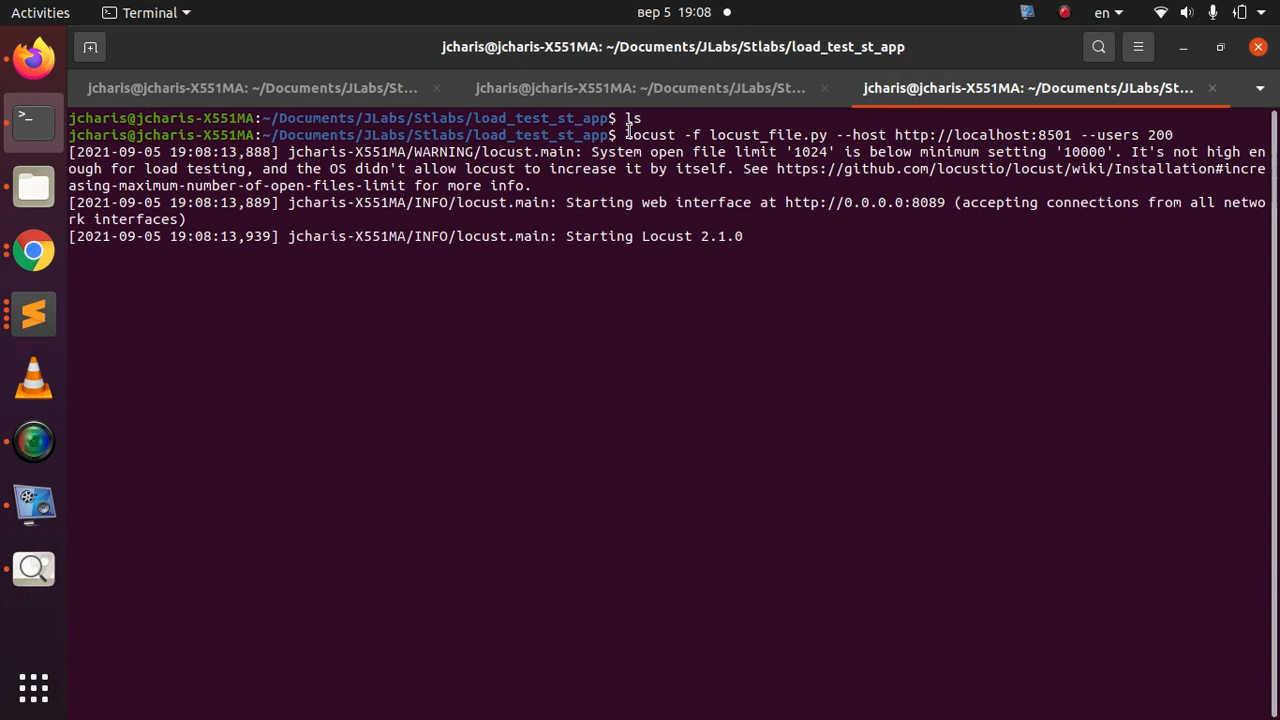 Activities Terminal вер 5 19:08 en
jcharis@jcharis-X551MA: ~/Documents/JLabs/Stlabs/load_test_st_app
jcharis@jcharis-X551MA: ~/Documents/JLabs/St... jcharis@jcharis-X551MA: ~/Documents/JLabs/St... jcharis@jcharis-X551MA: ~/Documents/JLabs/St...
jcharis@jcharis-X551MA:~/Documents/JLabs/Stlabs/load_test_st_app$ ls
jcharis@jcharis-X551MA:~/Documents/JLabs/Stlabs/load_test_st_app$ locust -f locust_file.py --host http://localhost:8501 --users 200
[2021-09-05 19:08:13,888] jcharis-X551MA/WARNING/locust.main: System open file limit '1024' is below minimum setting '10000'. It's not high en
ough for load testing, and the OS didn't allow locust to increase it by itself. See https://github.com/locustio/locust/wiki/Installation#incre
asing-maximum-number-of-open-files-limit for more info.
[2021-09-05 19:08:13,889] jcharis-X551MA/INFO/locust.main: Starting web interface at http://0.0.0.0:8089 (accepting connections from all netwo
rk interfaces)
[2021-09-05 19:08:13,939] jcharis-X551MA/INFO/locust.main: Starting Locust 2.1.0